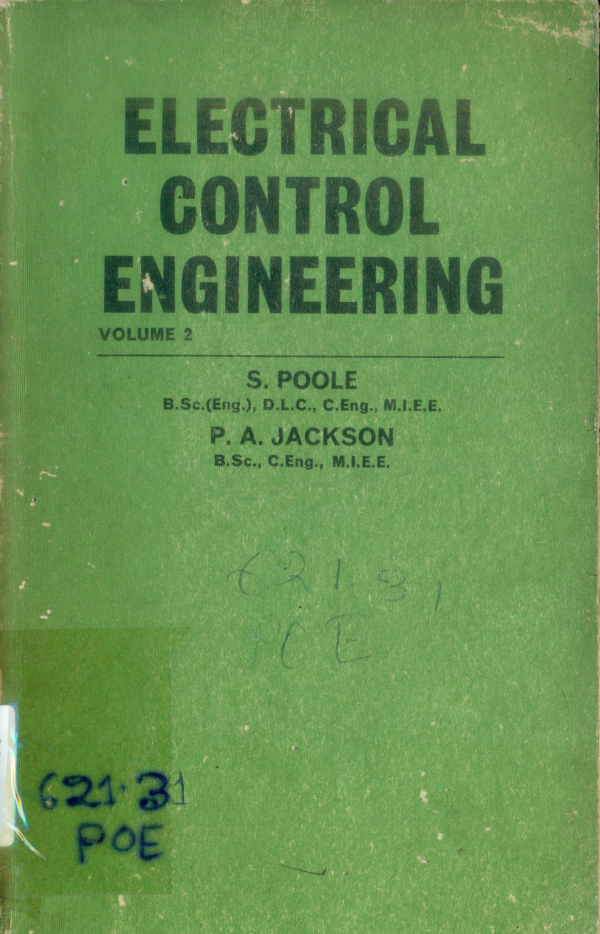 ELECTRICAL
CONTROL
ENGINEERING
VOLUME 2
S. POOLE
B.Sc.(Eng.), D.L.C., C.Eng., M.I.E.E.
P. A. JACKSON
B.Sc., C.Eng., M.I.E.E.
621.31
POE
621.31
POE